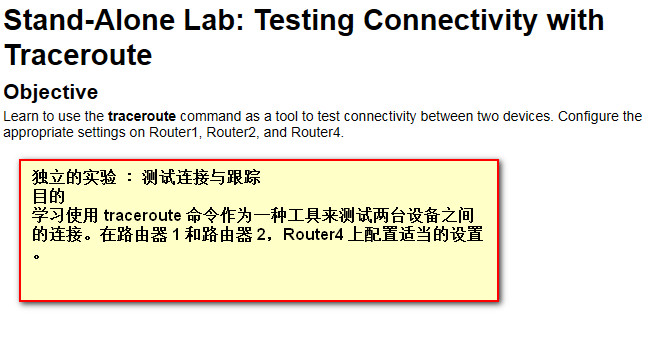 Stand-Alone Lab: Testing Connectivity with
Traceroute
Objective
Learn to use the traceroute command as a tool to test connectivity between two devices. Configure the
appropriate settings on Router1, Router2, and Router4.
独立的实验 ： 测试连接与跟踪
目的
学习使用 traceroute 命令作为一种工具来测试两台设备之间
的连接。在路由器 1 和路由器 2，Router4 上配置适当的设置
。